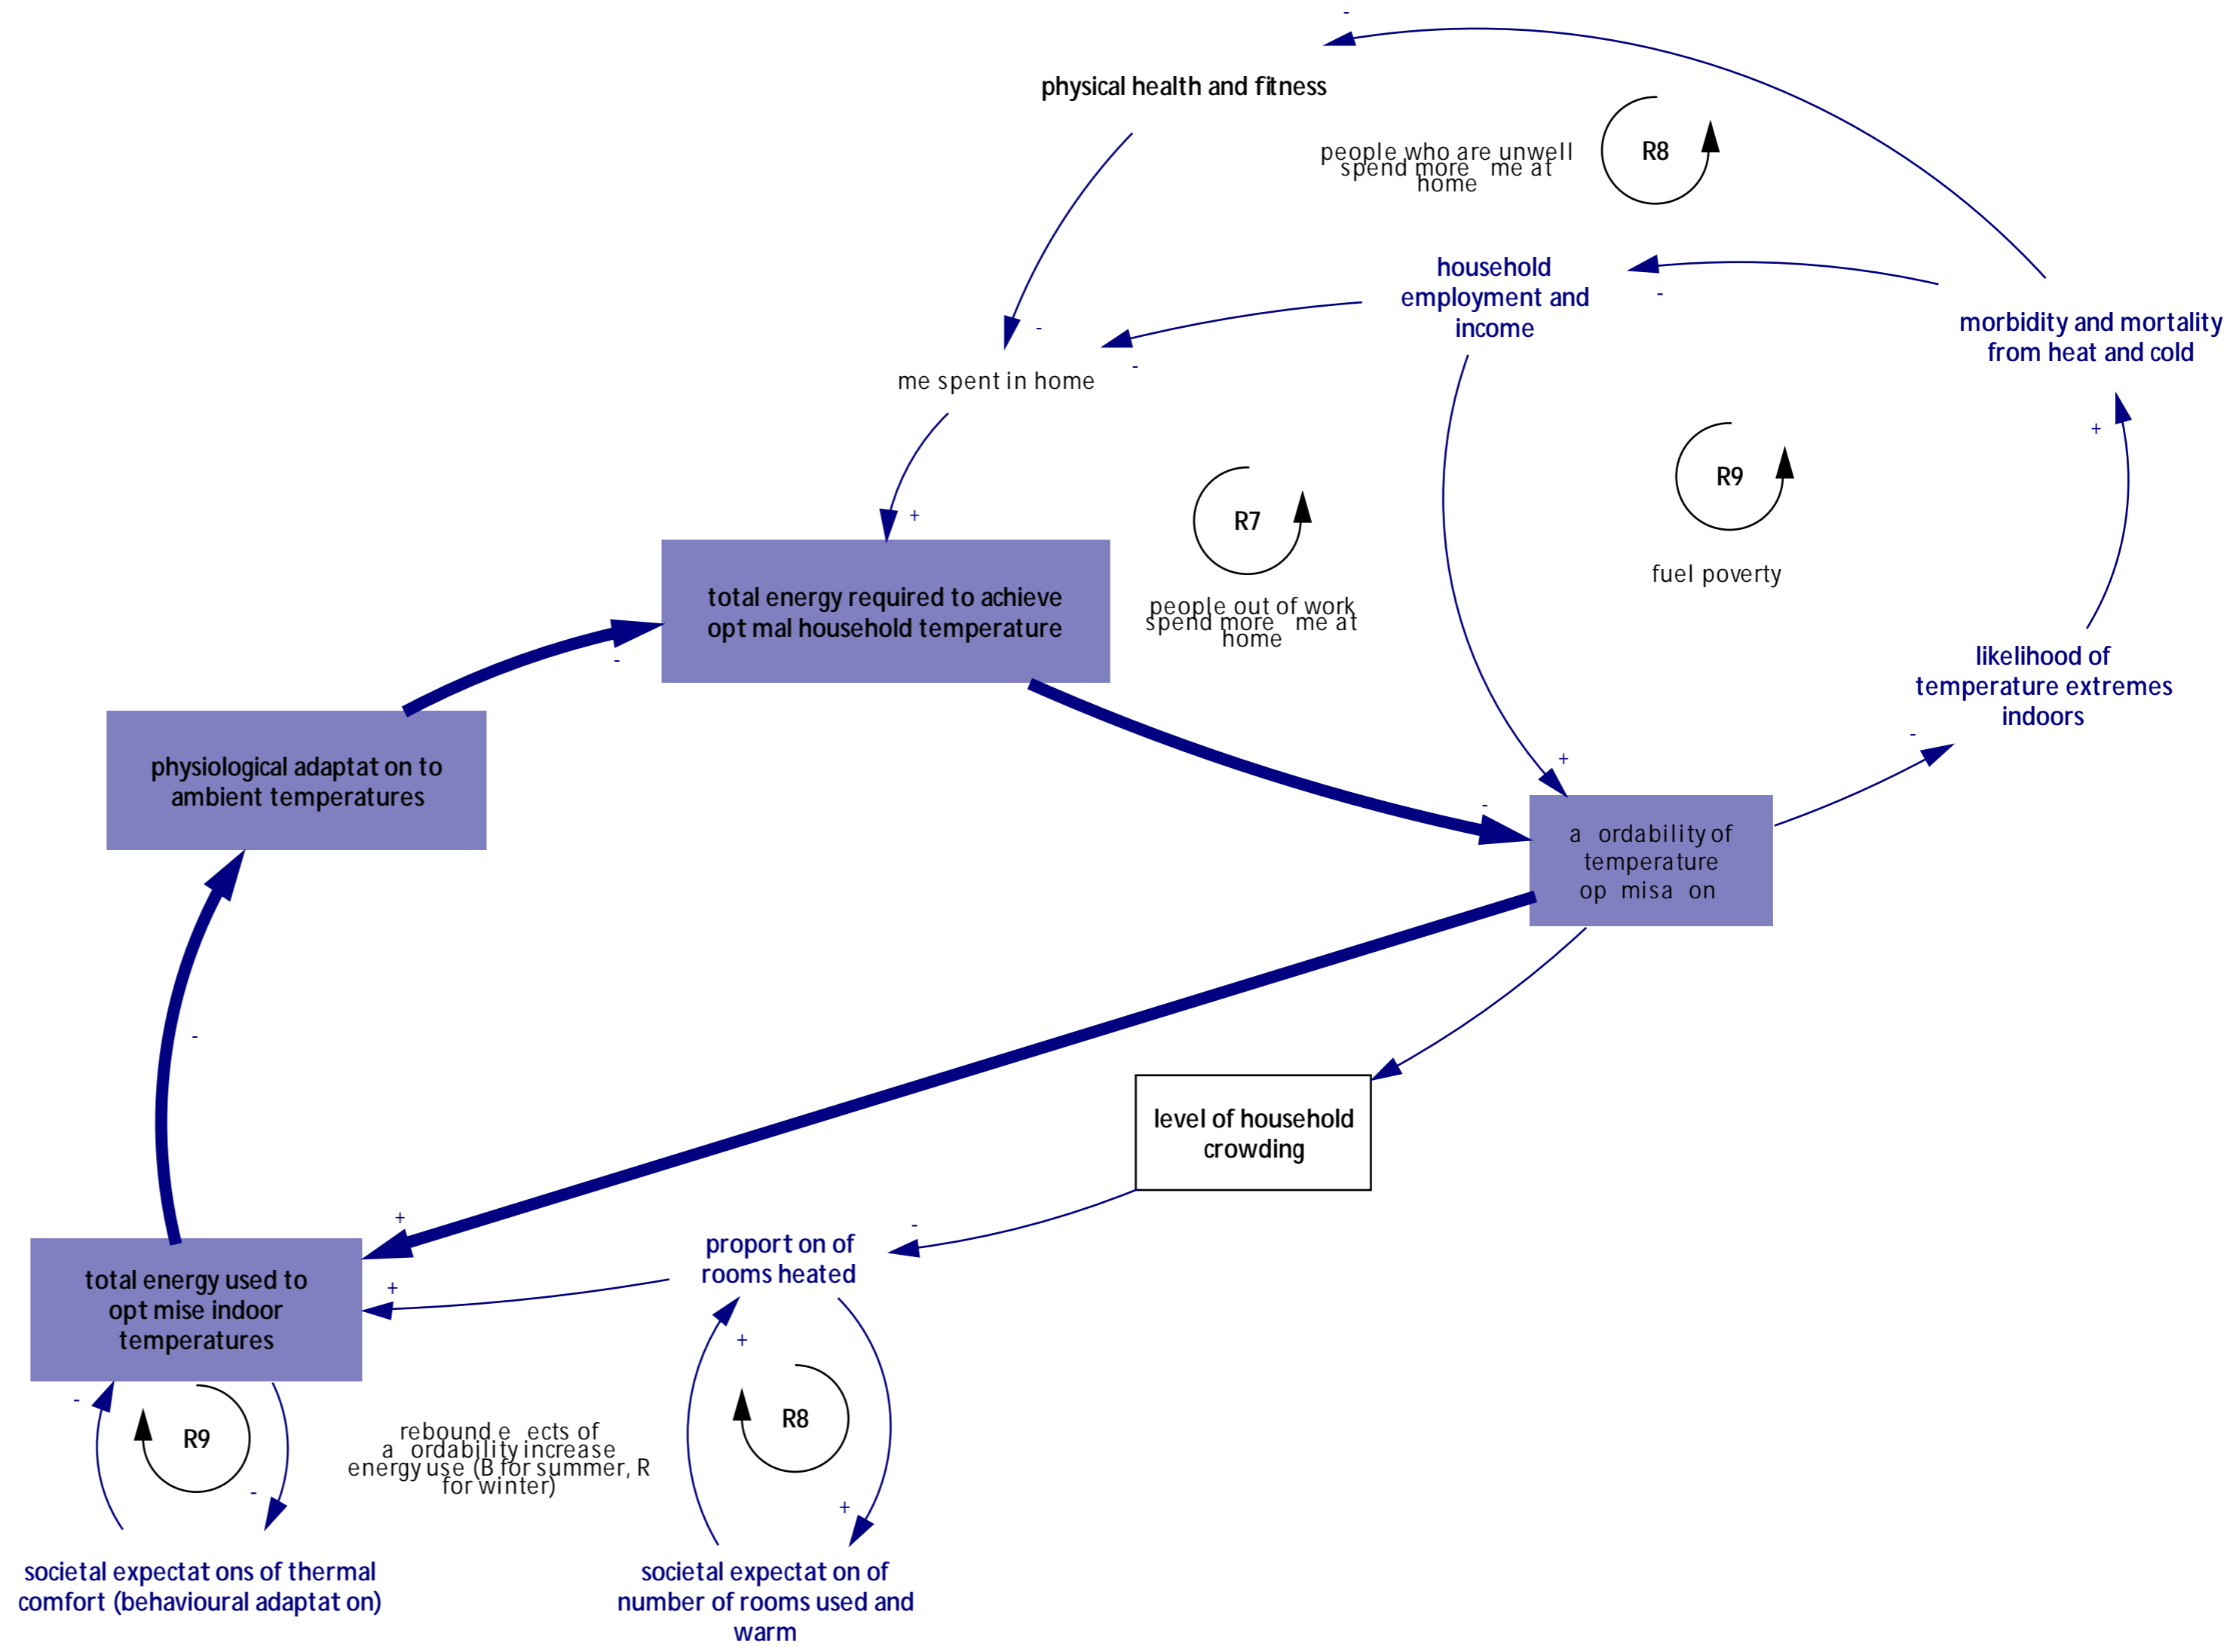 -
physical health and fitness
people who are unwell
spend more me at
home
R8
household
employment and
income
-
morbidity and mortality
from heat and cold
-
-
me spent in home
+
R9
fuel poverty
+
R7
people out of work
spend more me at
home
total energy required to achieve
opt mal household temperature
-
likelihood of
temperature extremes
indoors
-
physiological adaptat on to
ambient temperatures
+
-
a ordability of
temperature
op misa on
-
level of household
crowding
+
-
proport on of
rooms heated
+
total energy used to
opt mise indoor
temperatures
+
R8
-
R9
rebound e ects of
a ordability increase
energy use (B for summer, R
for winter)
-
+
societal expectat ons of thermal
comfort (behavioural adaptat on)
societal expectat on of
number of rooms used and
warm